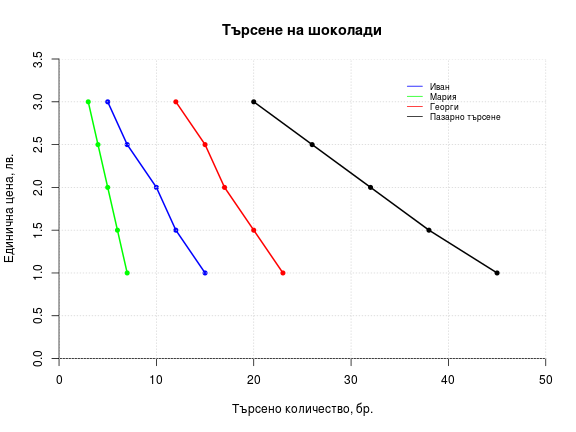 Търсене на шоколади
Единична цена, лв.
3.5
3.0
2.5
2.0
1.5
1.0
0.5
0.0
Иван
Мария
Георги
Пазарно търсене
0 10 20 30 40 50
Търсено количество, бр.